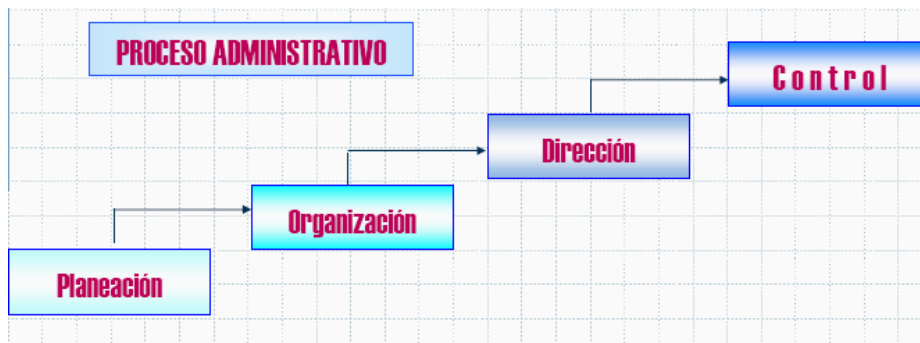 PROCESO ADMINISTRATIVO
Control
Dirección
Organización
Planeación